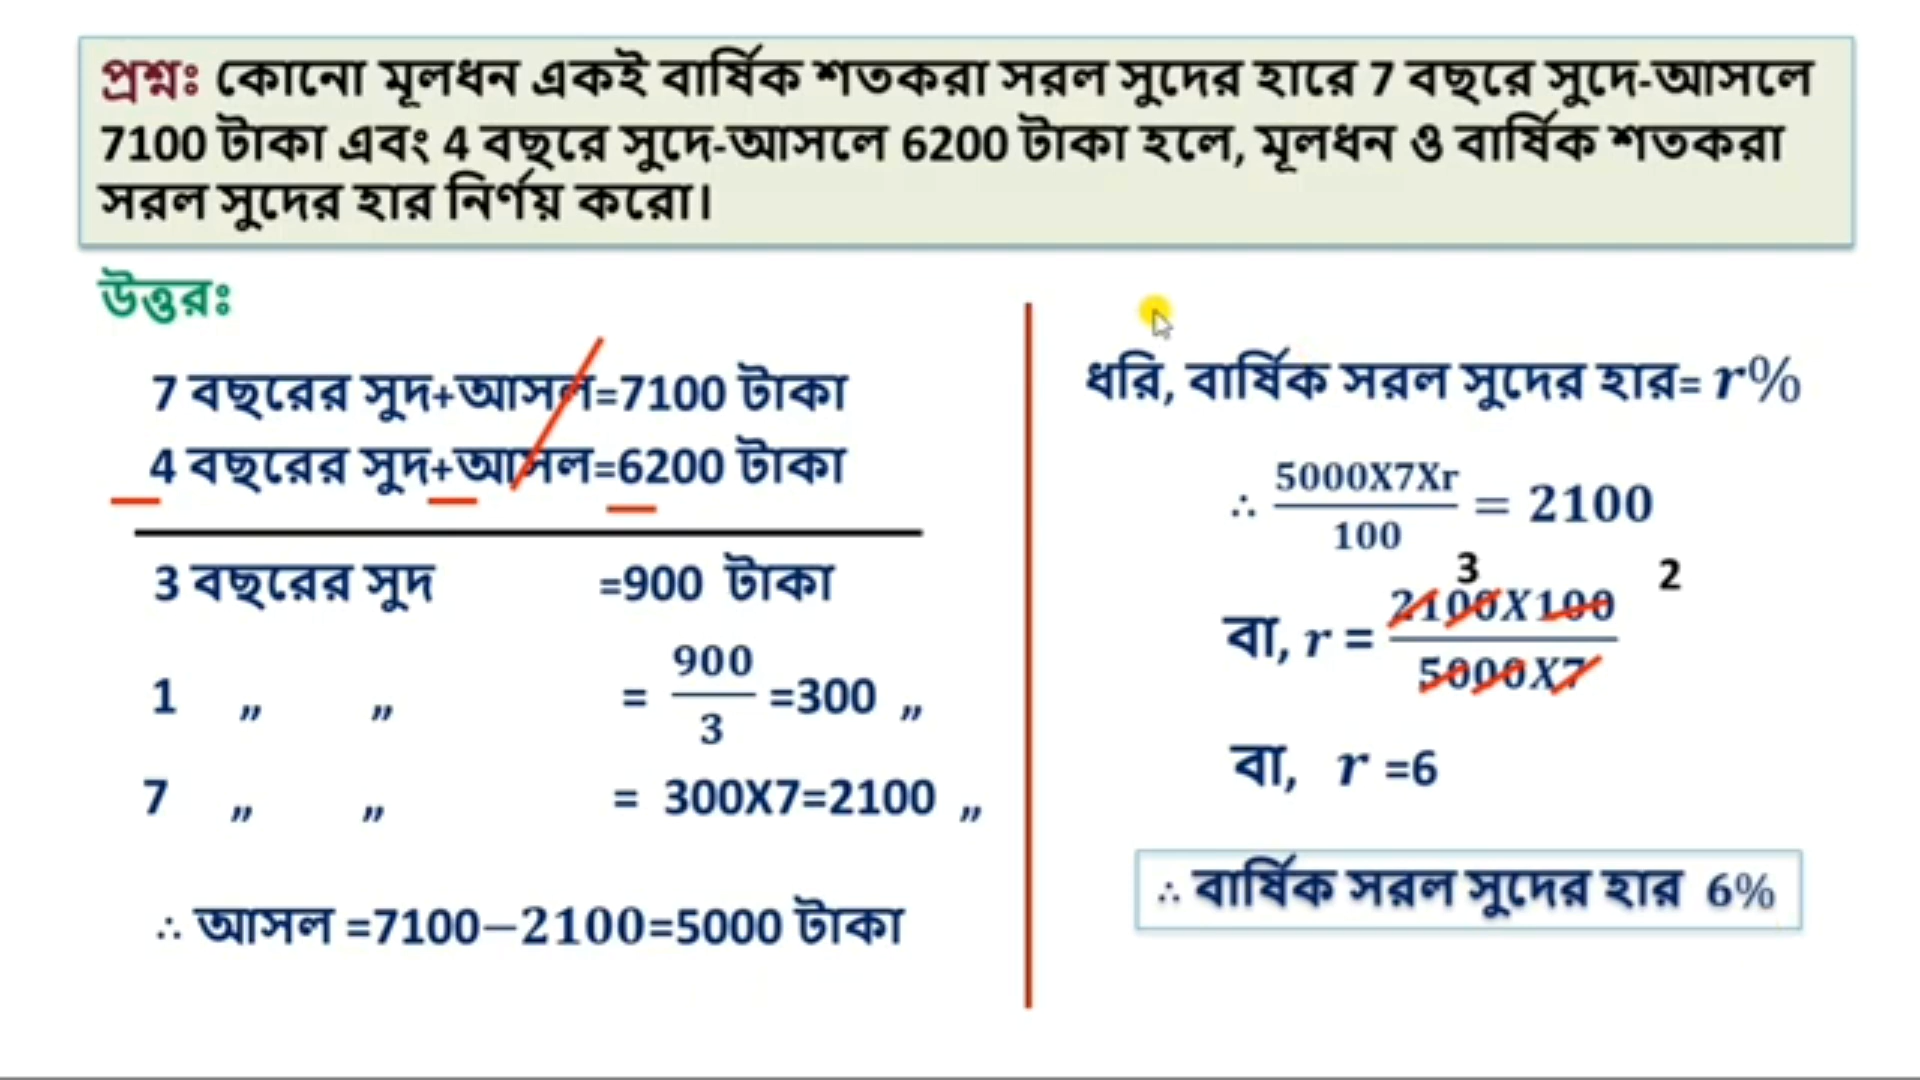 প্রশ্নঃ কোনো মূলধন একই বার্ষিক শতকরা সরল সুদের হারে 7 বছরে সুদে-আসলে
7100 টাকা এবং 4 বছরে সুদে-আসলে 6200 টাকা হলে, মূলধন ও বার্ষিক শতকরা
সরল সুদের হার নির্ণয় করো।
উত্তরঃ
7 বছরের সুদ+আসল=7100 টাকা
4 বছরের সুদ+আসল=6200 টাকা
3 বছরের সুদ =900 টাকা
1 „ „ = 900/3 =300 „
7 „ „ = 300X7=2100 „
∴ আসল =7100−2100=5000 টাকা
ধরি, বার্ষিক সরল সুদের হার= r%
∴ 5000X7Xr/100 = 2100
3 2
বা, r = 2100X100/5000X7
বা, r =6
∴ বার্ষিক সরল সুদের হার 6%